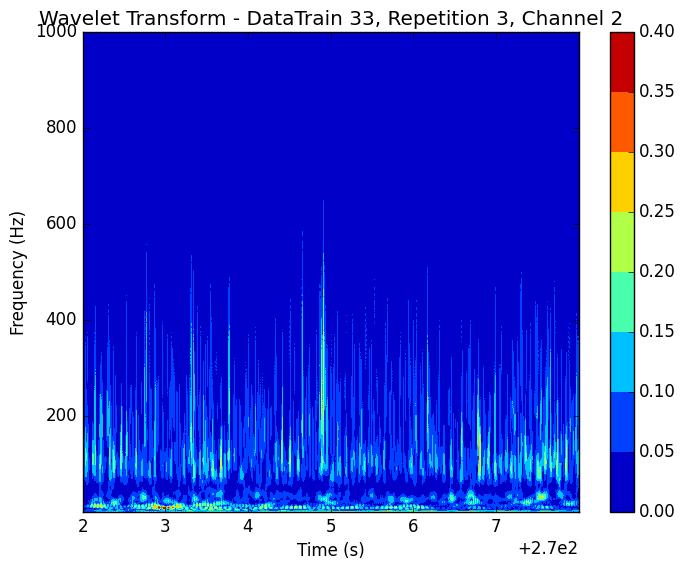 Wavelet Transform - DataTrain 33, Repetition 3, Channel 2
1000
800
600
400
200
Frequency (Hz)
2 3 4 5 6 7
+2.7e2
Time (s)
0.40
0.35
0.30
0.25
0.20
0.15
0.10
0.05
0.00